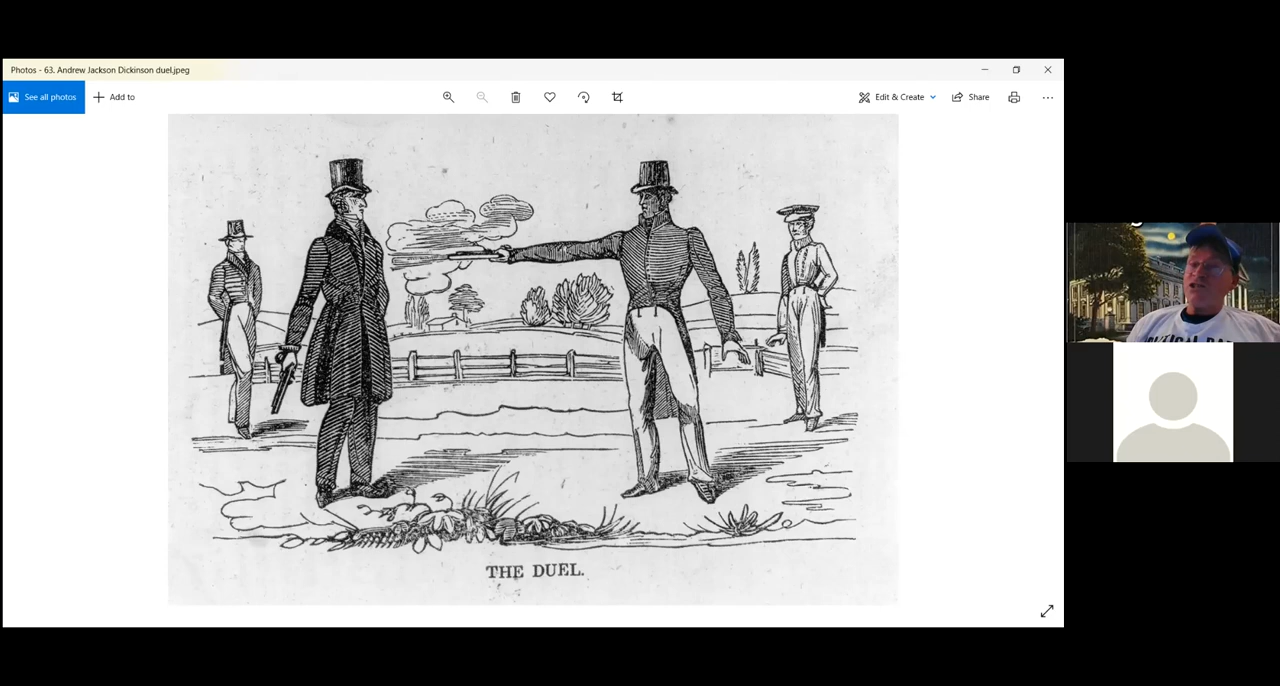 Photos - 63. Andrew Jackson Dickinson duel.jpeg
See all photos
Add to
Edit & Create
Share
THE DUEL.